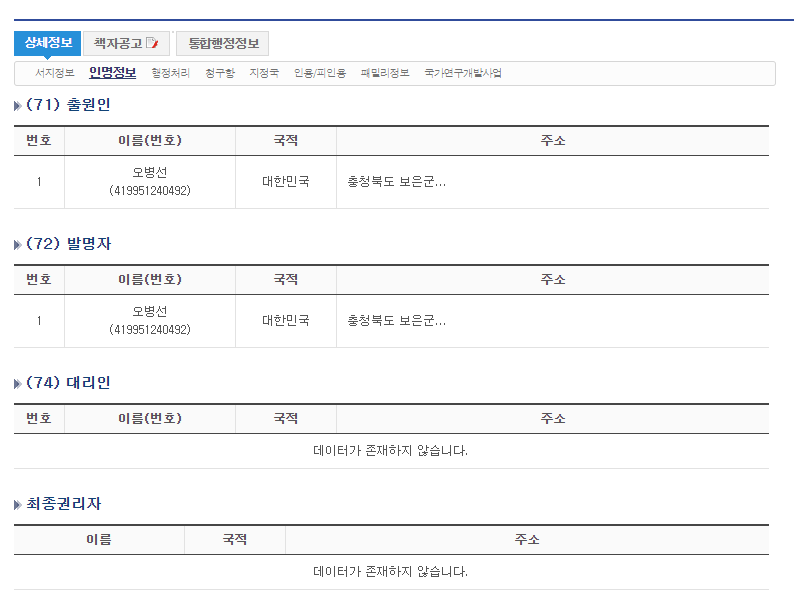 상세정보 책자공고 통합행정정보
서지정보 인명정보 행정처리 청구항 지정국 인용/피인용 패밀리정보 국가연구개발사업
(71) 출원인
번호 이름(번호) 국적 주소
1 오병선 (419951240492) 대한민국 충청북도 보은군...
(72) 발명자
번호 이름(번호) 국적 주소
1 오병선 (419951240492) 대한민국 충청북도 보은군...
(74) 대리인
번호 이름(번호) 국적 주소
데이터가 존재하지 않습니다.
최종권리자
이름 국적 주소
데이터가 존재하지 않습니다.